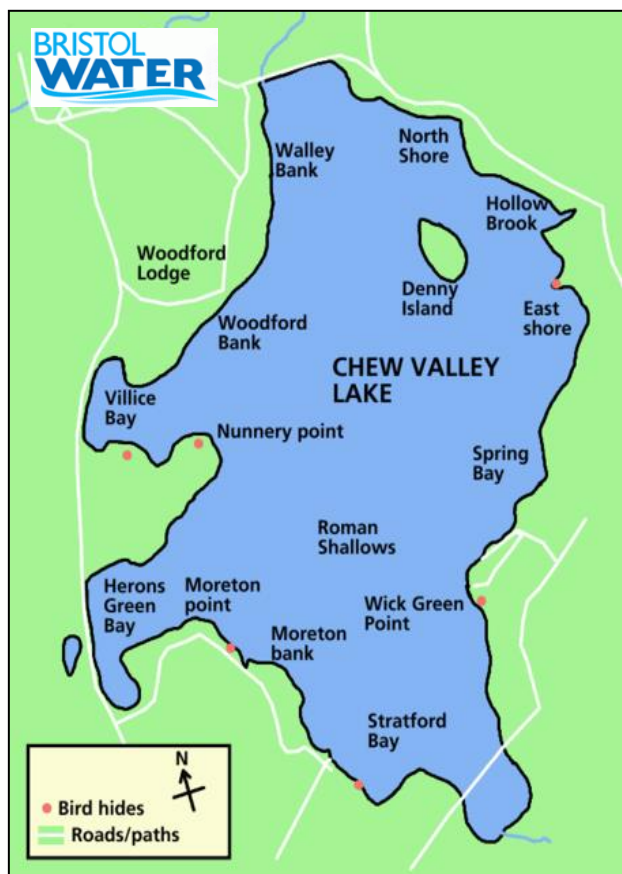 BRISTOL
WATER
North
Shore
Walley
Bank
Hollow
Brook
Woodford
Lodge
Denny
Island
East
shore
Woodford
Bank
CHEW VALLEY
LAKE
Villice
Bay
Nunnery point
Spring
Bay
Roman
Shallows
Herons
Green
Bay
Moreton
point
Wick Green
Point
Moreton
bank
Stratford
Bay
N
Bird hides
Roads/paths